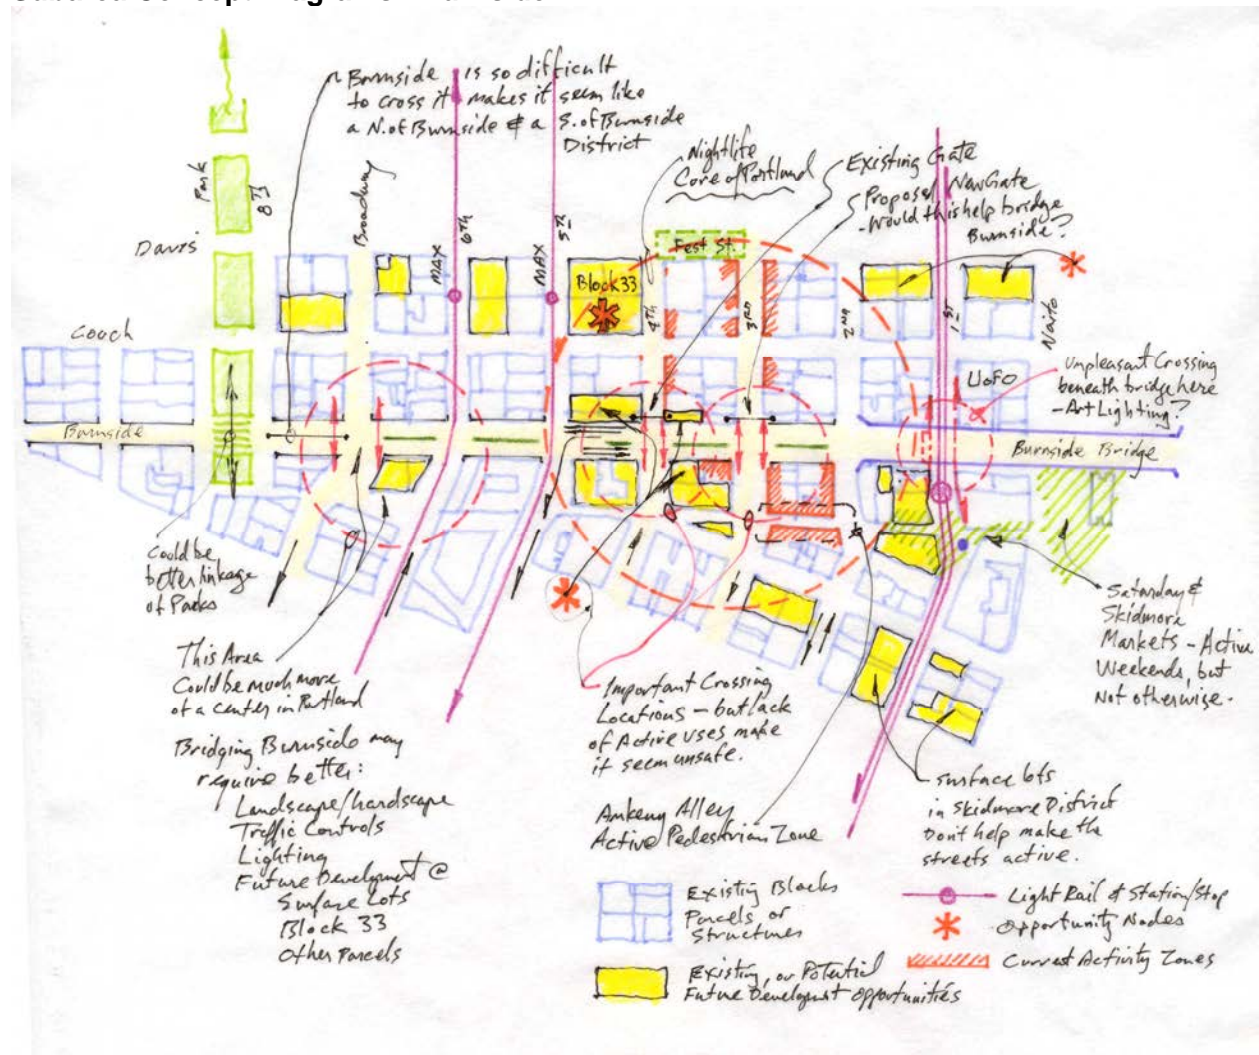 Burnside is so difficult
to cross it makes it seem like
a N. of Burnside & a S. of Burnside
District
Nightlife
Core of Portland
Existing Gate
Proposed New Gate
- Would this help bridge
Burnside?
Park
8th
Davis
Broadway
MAX
6th
MAX
5th
Fest St.
Block 33
4th
3rd
2nd
1st
Naito
Couch
UofO
Unpleasant Crossing
beneath bridge here
- Art Lighting?
Burnside
Burnside Bridge
Could be
better linkage
of Parks
This Area
Could be much more
of a center in Portland
Bridging Burnside may
require better:
Landscape/hardscape
Traffic Controls
Lighting
Future Development @
Surface Lots
Block 33
Other Parcels
Important Crossing
Locations - but lack
of Active uses make
it seem unsafe.
Ankeny Alley
Active Pedestrian Zone
Saturday &
Skidmore
Markets - Active
Weekends, but
Not otherwise.
Surface lots
in Skidmore District
Don't help make the
streets active.
Existing Blocks
Parcels or
Structures
Existing, or Potential
Future Developmt opportunities
Light Rail & Station/Stop
Opportunity Nodes
Current Activity Zones